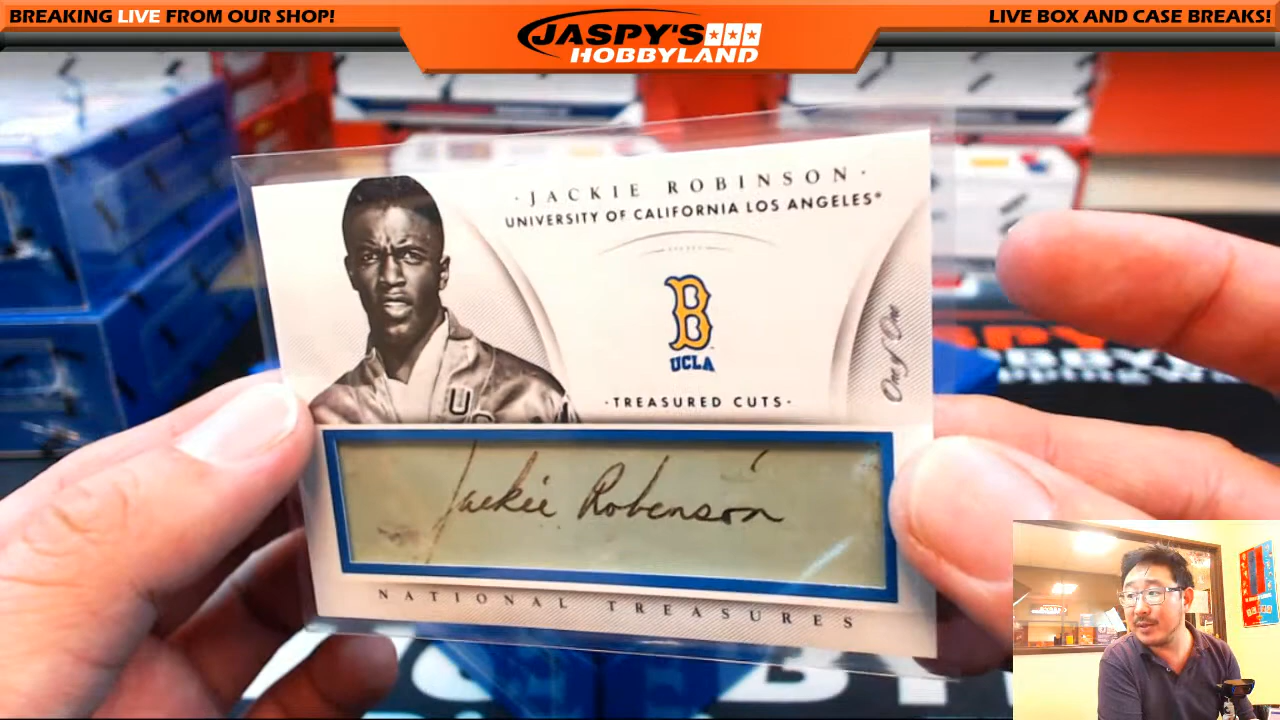 BREAKING LIVE FROM OUR SHOP!
JASPY'S
HOBBYLAND
LIVE BOX AND CASE BREAKS!
·JACKIE ROBINSON·
UNIVERSITY OF CALIFORNIA LOS ANGELES®
B
UCLA
One of One
·TREASURED CUTS·
U
Jackie Robinson
NATIONAL TREASURES